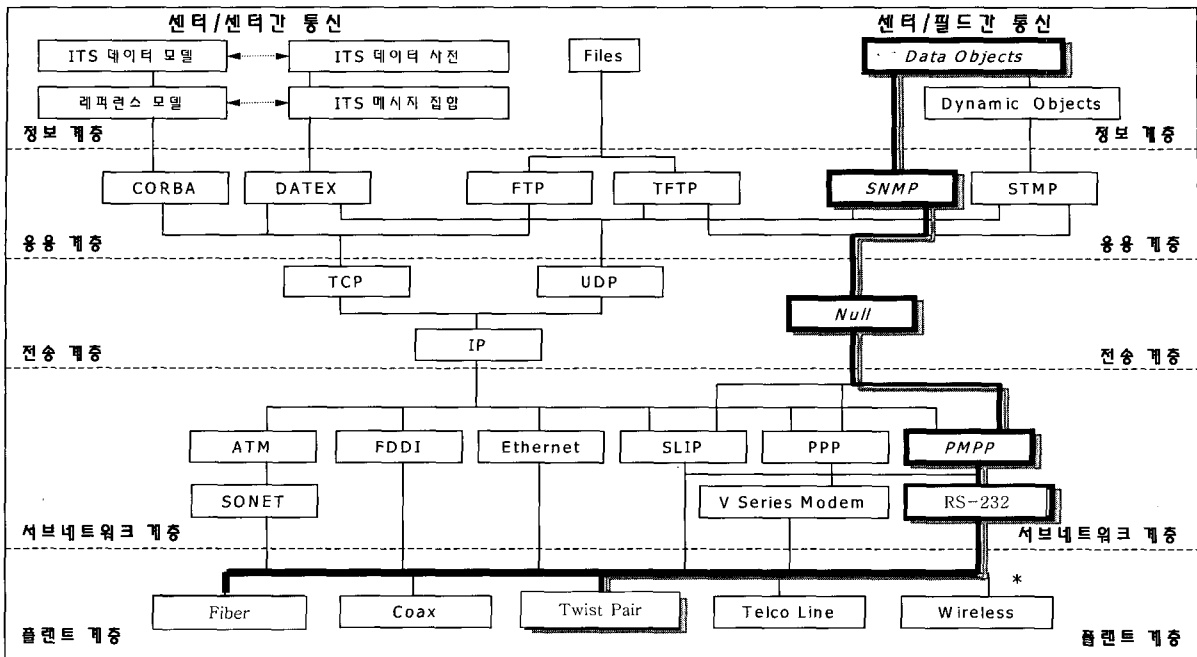 센터/센터간 통신
센터/필드간 통신
ITS 데이터 모델
ITS 데이터 사전
Files
Data Objects
레퍼런스 모델
ITS 메시지 집합
Dynamic Objects
정보 계층
정보 계층
CORBA
DATEX
FTP
TFTP
SNMP
STMP
응용 계층
응용 계층
TCP
UDP
Null
IP
전송 계층
전송 계층
ATM
FDDI
Ethernet
SLIP
PPP
PMPP
SONET
V Series Modem
RS-232
서브네트워크 계층
서브네트워크 계층
*
Fiber
Coax
Twist Pair
Telco Line
Wireless
플랜트 계층
플랜트 계층